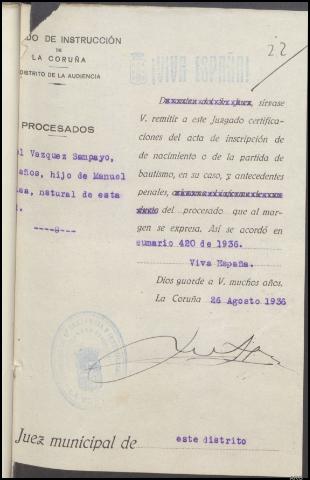 DO DE INSTRUCCIÓN
DE
LA CORUÑA
DISTRITO DE LA AUDIENCIA
PROCESADOS
el Vazquez Sampayo,
años, hijo de Manuel
natural de esta
----0---
¡VIVA ESPAÑA!
22
sírvase
V. remitir a este Juzgado certifica-
ciones del acta de inscripción de
de nacimiento o de la partida de
bautismo, en su caso, y antecedentes
penales,
del procesado que al mar-
gen se expresa. Así se acordó en
sumario 420 de 1936.
Viva España.
Dios guarde a V. muchos años.
La Coruña 26 Agosto 1936
Juez municipal de este distrito